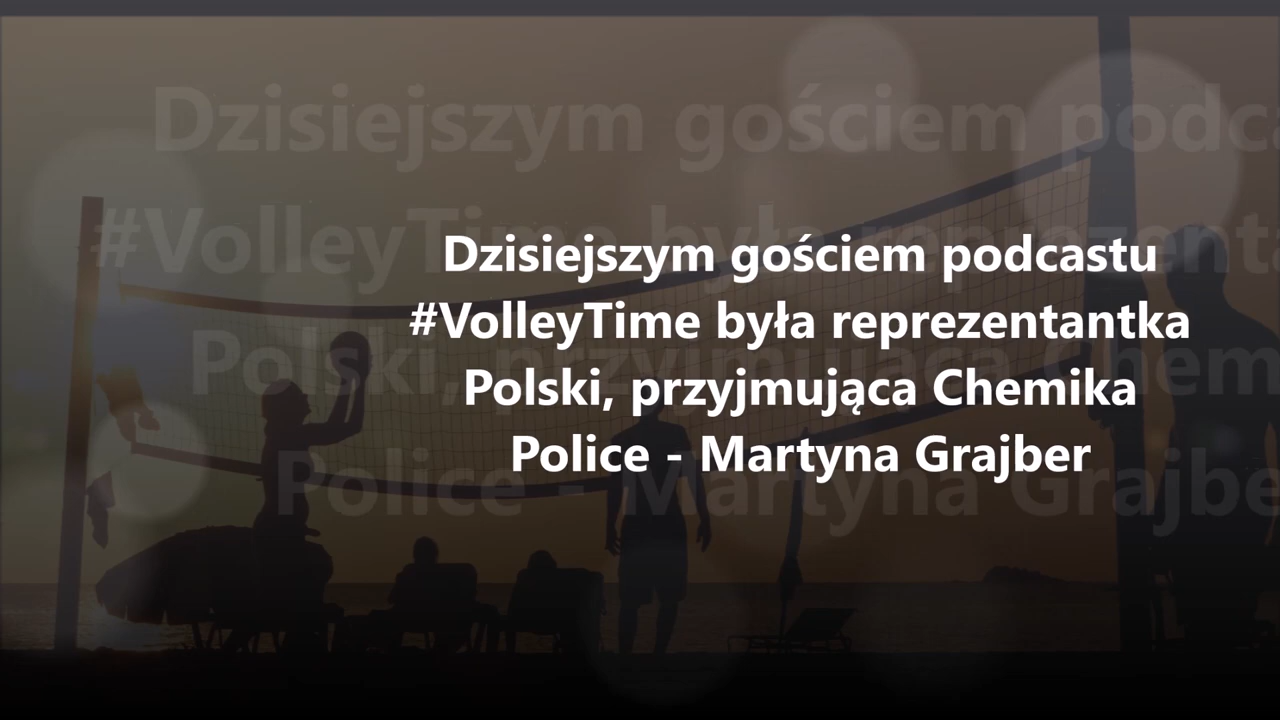 Dzisiejszym gościem podcastu
#VolleyTime była reprezentantka
Polski, przyjmująca Chemika
Police - Martyna Grajber